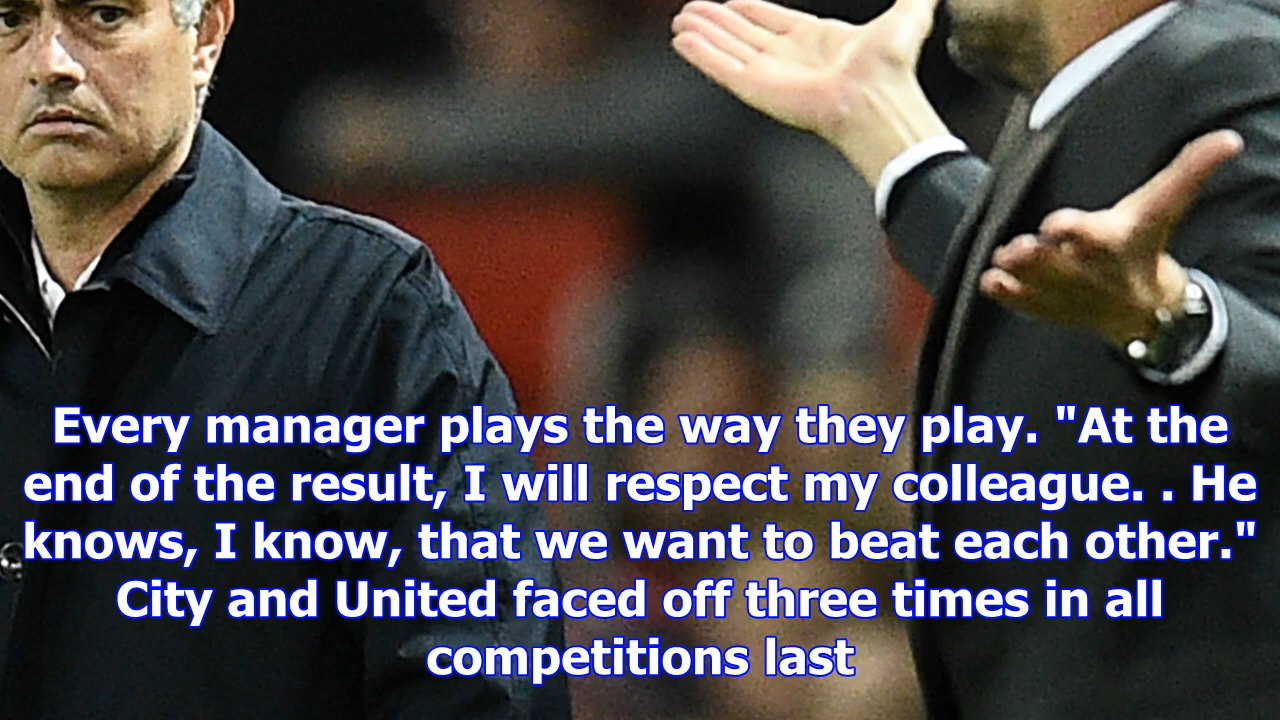 Every manager plays the way they play. "At the
end of the result, I will respect my colleague. . He
knows, I know, that we want to beat each other."
City and United faced off three times in all
competitions last